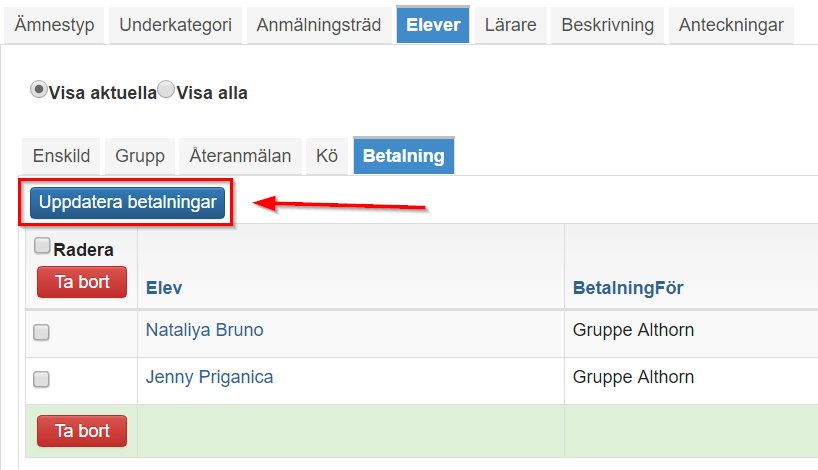 Ämnestyp Underkategori Anmälningsträd Elever Lärare Beskrivning Anteckningar
Visa aktuella Visa alla
Enskild Grupp Återanmälan Kö Betalning
Uppdatera betalningar
Radera
Ta bort Elev BetalningFör
Nataliya Bruno Gruppe Althorn
Jenny Priganica Gruppe Althorn
Ta bort